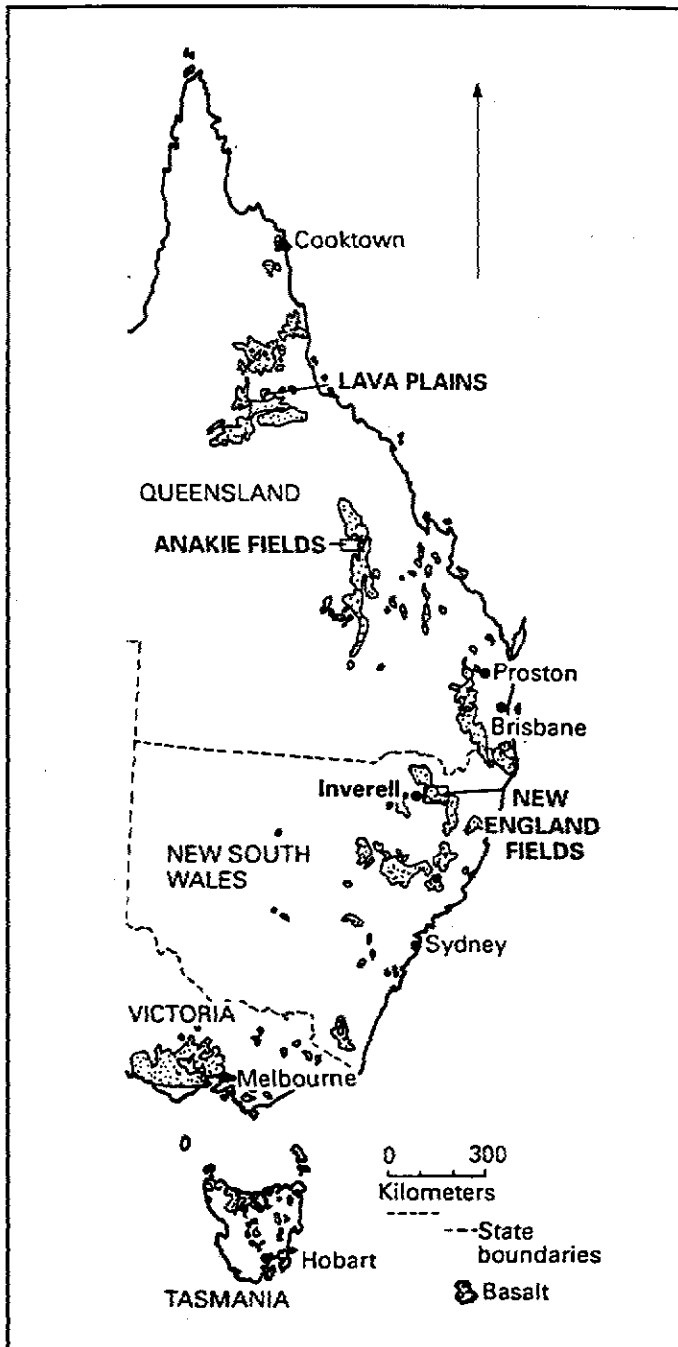 Cooktown
LAVA PLAINS
QUEENSLAND
ANAKIE FIELDS
Proston
Brisbane
Inverell
NEW
ENGLAND
FIELDS
NEW SOUTH
WALES
Sydney
VICTORIA
Melbourne
0 300
Kilometers
State
boundaries
Hobart
Basalt
TASMANIA